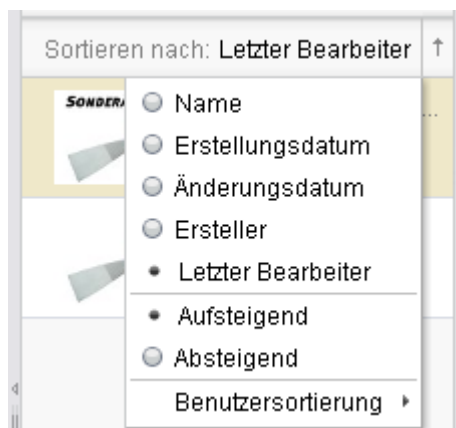 Sortieren nach: Letzter Bearbeiter
Name
Erstellungsdatum
Änderungsdatum
Ersteller
Letzter Bearbeiter
Aufsteigend
Absteigend
Benutzersortierung